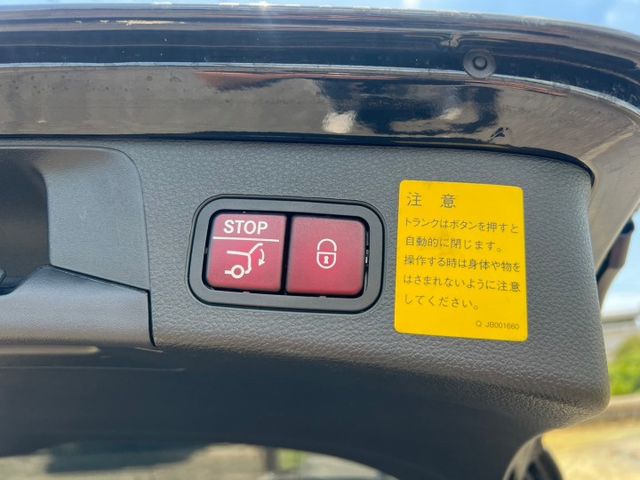 STOP
注 意
トランクはボタンを押すと
自動的に閉じます。
操作する時は身体や物を
はさまれないように注意
してください。
Q JB001660